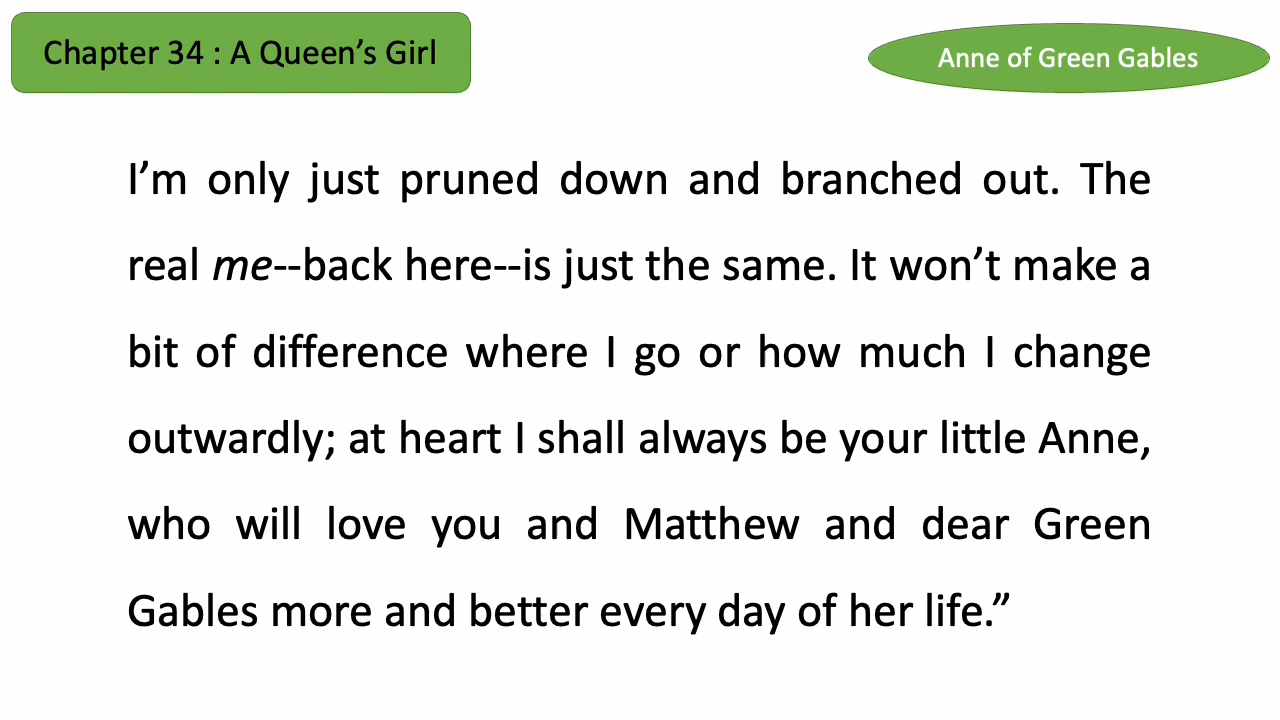 Chapter 34 : A Queen’s Girl
Anne of Green Gables
I’m only just pruned down and branched out. The
real me--back here--is just the same. It won’t make a
bit of difference where I go or how much I change
outwardly; at heart I shall always be your little Anne,
who will love you and Matthew and dear Green
Gables more and better every day of her life.”